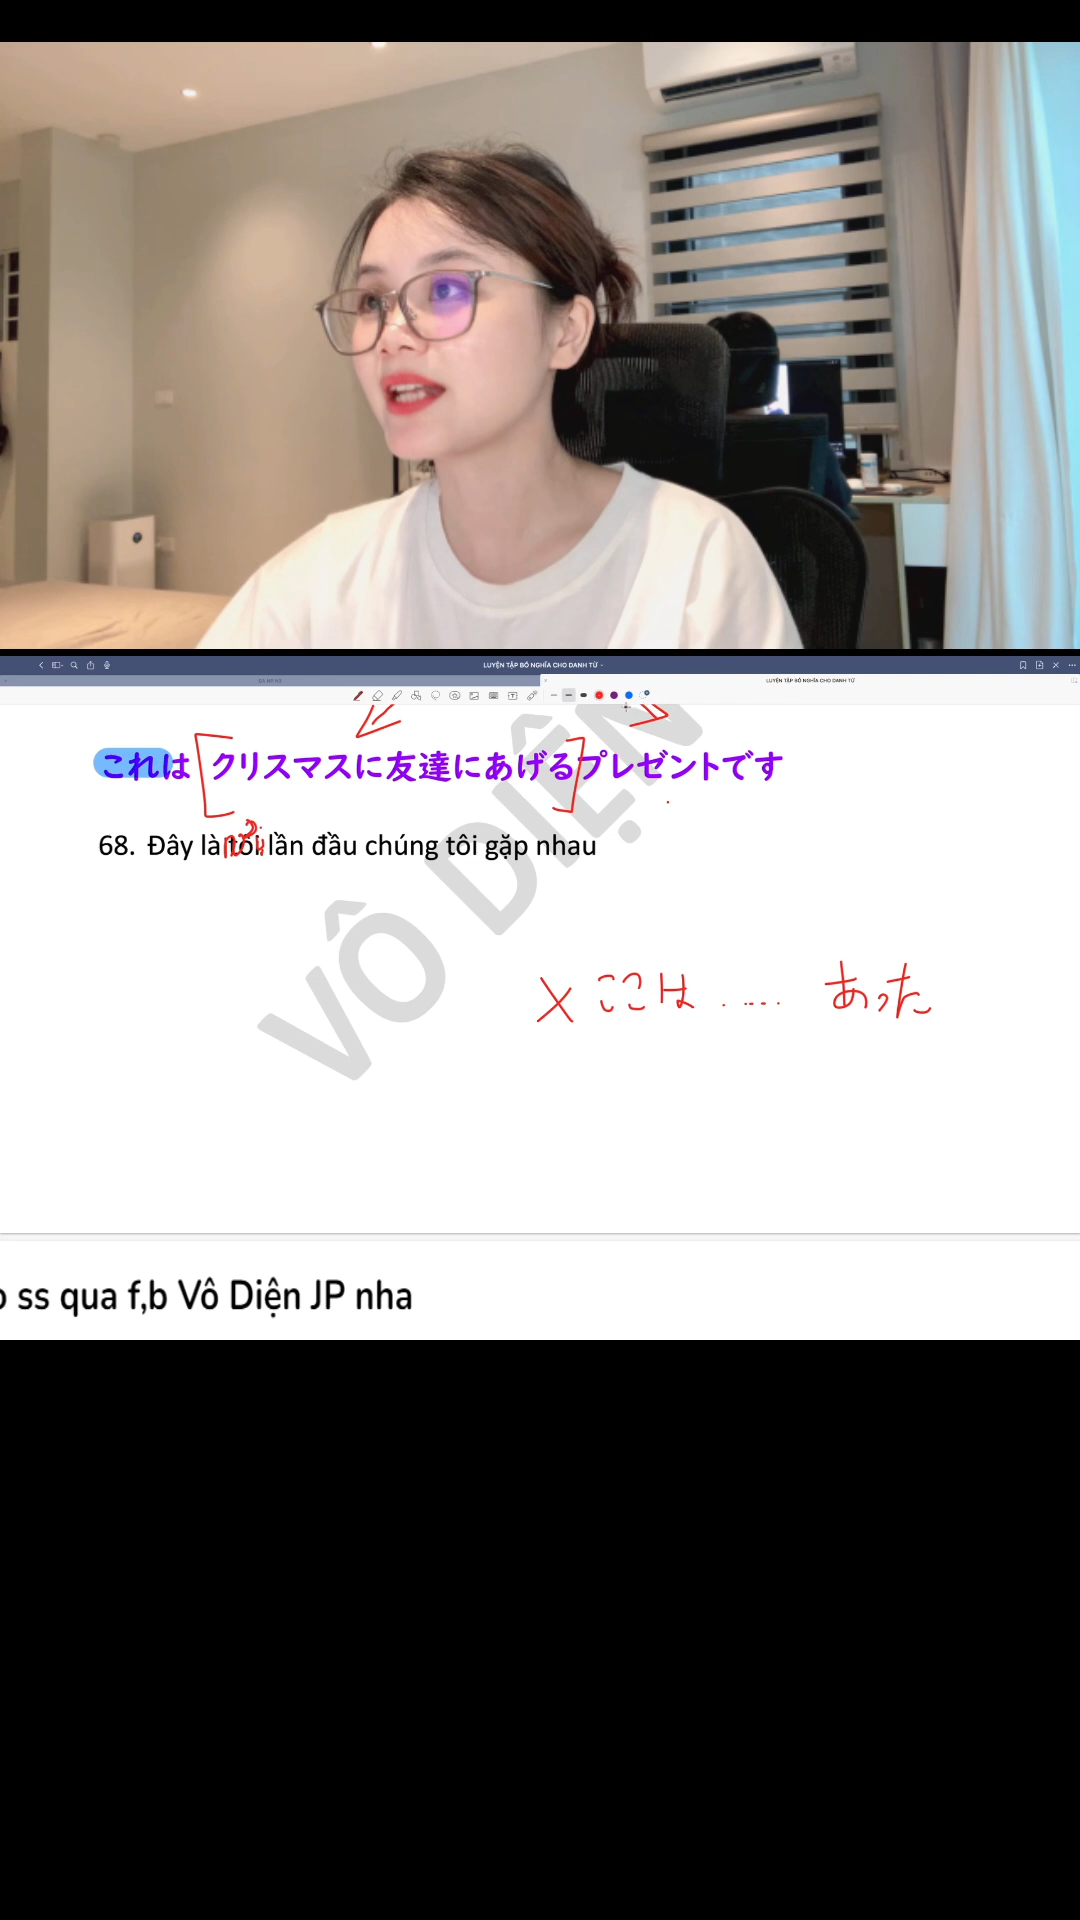 LUYỆN TẬP BỔ NGHĨA CHO DANH TỪ
LUYỆN TẬP BỔ NGHĨA CHO DANH TỪ
これは クリスマスに友達にあげるプレゼントです
68. Đây là nơi lần đầu chúng tôi gặp nhau
VÔ DIỆN
X ここは ..... あった
ss qua f,b Vô Diện JP nha